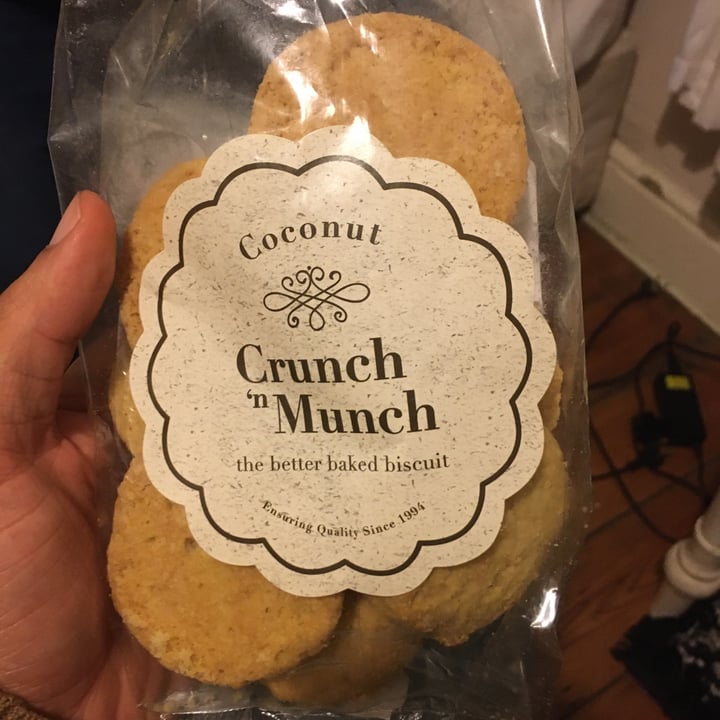 Coconut
Crunch
'n Munch
the better baked biscuit
Ensuring Quality Since 1994